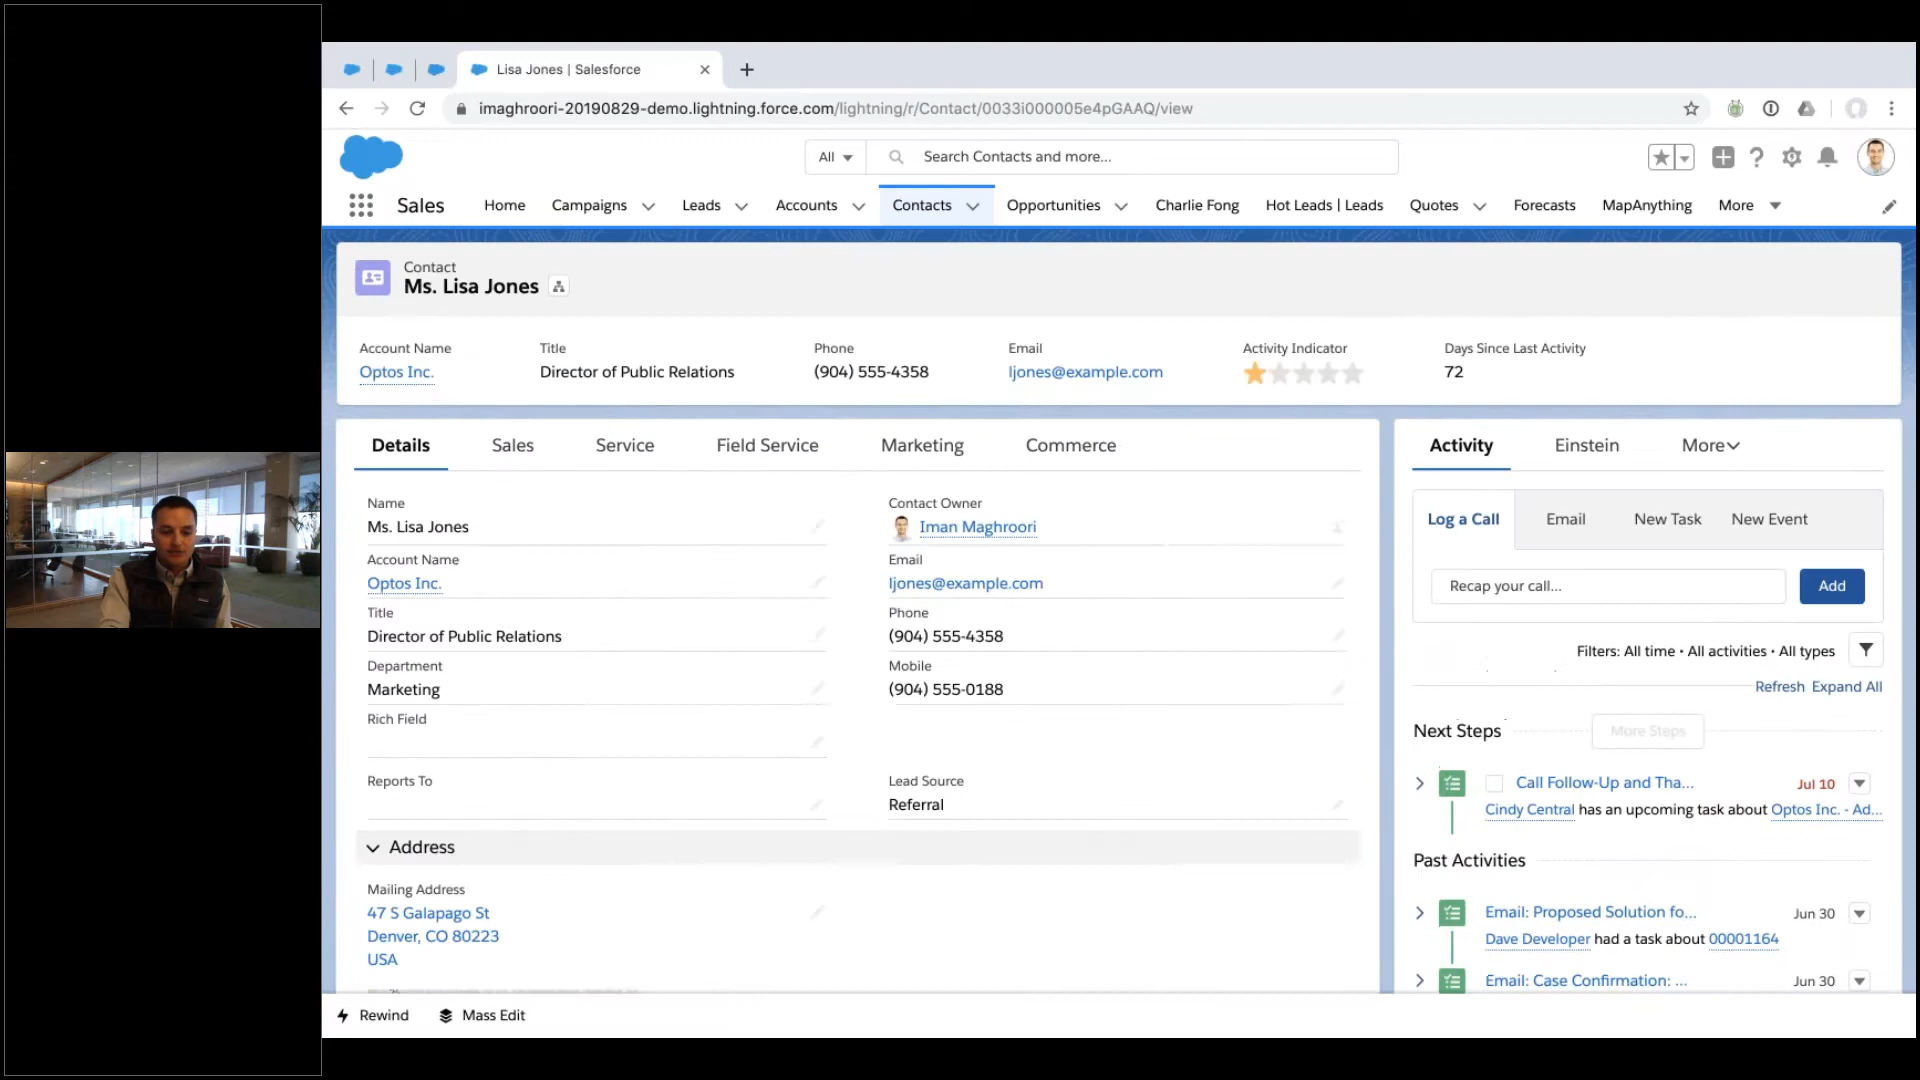 Lisa Jones | Salesforce
imaghroori-20190829-demo.lightning.force.com/lightning/r/Contact/0033i000005e4pGAAQ/view
All
Search Contacts and more...
Sales
Home
Campaigns
Leads
Accounts
Contacts
Opportunities
Charlie Fong
Hot Leads | Leads
Quotes
Forecasts
MapAnything
More
Contact
Ms. Lisa Jones
Account Name
Optos Inc.
Title
Director of Public Relations
Phone
(904) 555-4358
Email
ljones@example.com
Activity Indicator
Days Since Last Activity
72
Details
Sales
Service
Field Service
Marketing
Commerce
Name
Ms. Lisa Jones
Account Name
Optos Inc.
Title
Director of Public Relations
Department
Marketing
Rich Field
Reports To
Contact Owner
Iman Maghroori
Email
ljones@example.com
Phone
(904) 555-4358
Mobile
(904) 555-0188
Lead Source
Referral
Address
Mailing Address
47 S Galapago St
Denver, CO 80223
USA
Activity
Einstein
More
Log a Call
Email
New Task
New Event
Recap your call...
Add
Filters: All time • All activities • All types
Refresh Expand All
Next Steps
More Steps
Call Follow-Up and Tha...
Jul 10
Cindy Central has an upcoming task about Optos Inc. - Ad...
Past Activities
Email: Proposed Solution fo...
Jun 30
Dave Developer had a task about 00001164
Email: Case Confirmation: ...
Jun 30
Rewind
Mass Edit